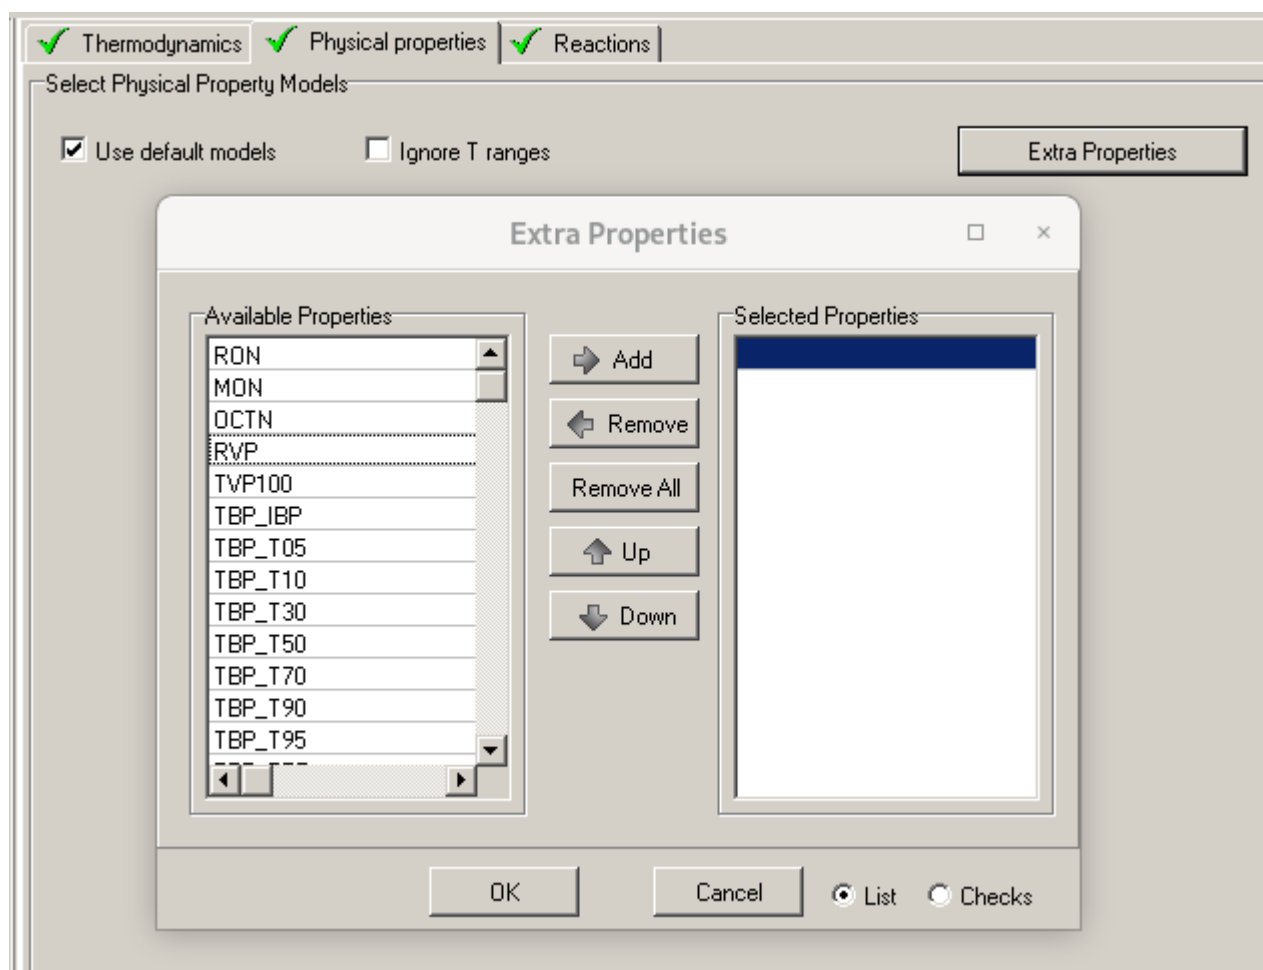 Thermodynamics Physical properties Reactions
Select Physical Property Models
Use default models Ignore T ranges Extra Properties
Extra Properties
Available Properties
RON
MON
OCTN
RVP
TVP100
TBP_IBP
TBP_T05
TBP_T10
TBP_T30
TBP_T50
TBP_T70
TBP_T90
TBP_T95
Add
Remove
Remove All
Up
Down
Selected Properties
OK Cancel List Checks